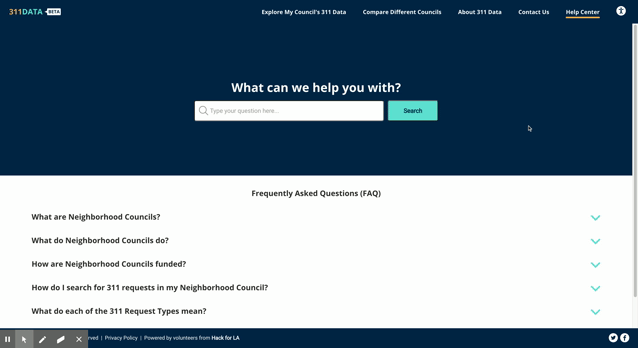 311DATA BETA
Explore My Council's 311 Data Compare Different Councils About 311 Data Contact Us Help Center
What can we help you with?
Type your question here...
Search
Frequently Asked Questions (FAQ)
What are Neighborhood Councils?
What do Neighborhood Councils do?
How are Neighborhood Councils funded?
How do I search for 311 requests in my Neighborhood Council?
What do each of the 311 Request Types mean?
rved | Privacy Policy | Powered by volunteers from Hack for LA